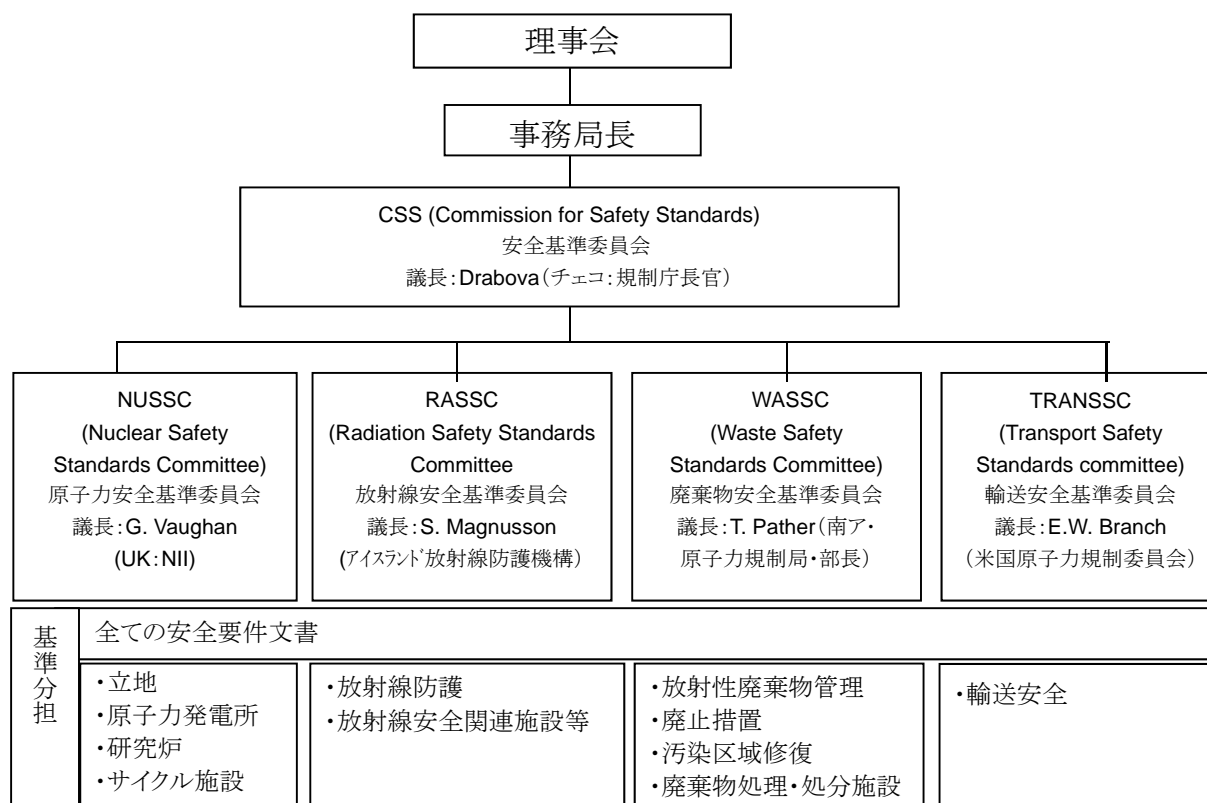 理事会
事務局長
CSS (Commission for Safety Standards)
安全基準委員会
議長:Drabova(チェコ:規制庁長官)
NUSSC
(Nuclear Safety
Standards Committee)
原子力安全基準委員会
議長:G. Vaughan
(UK:NII)
RASSC
(Radiation Safety Standards
Committee
放射線安全基準委員会
議長:S. Magnusson
(アイスランド放射線防護機構)
WASSC
(Waste Safety
Standards Committee)
廃棄物安全基準委員会
議長:T. Pather(南ア・
原子力規制局・部長)
TRANSSC
(Transport Safety
Standards committee)
輸送安全基準委員会
議長:E.W. Branch
(米国原子力規制委員会)
基準分担
全ての安全要件文書
・立地
・原子力発電所
・研究炉
・サイクル施設
・放射線防護
・放射線安全関連施設等
・放射性廃棄物管理
・廃止措置
・汚染区域修復
・廃棄物処理・処分施設
・輸送安全